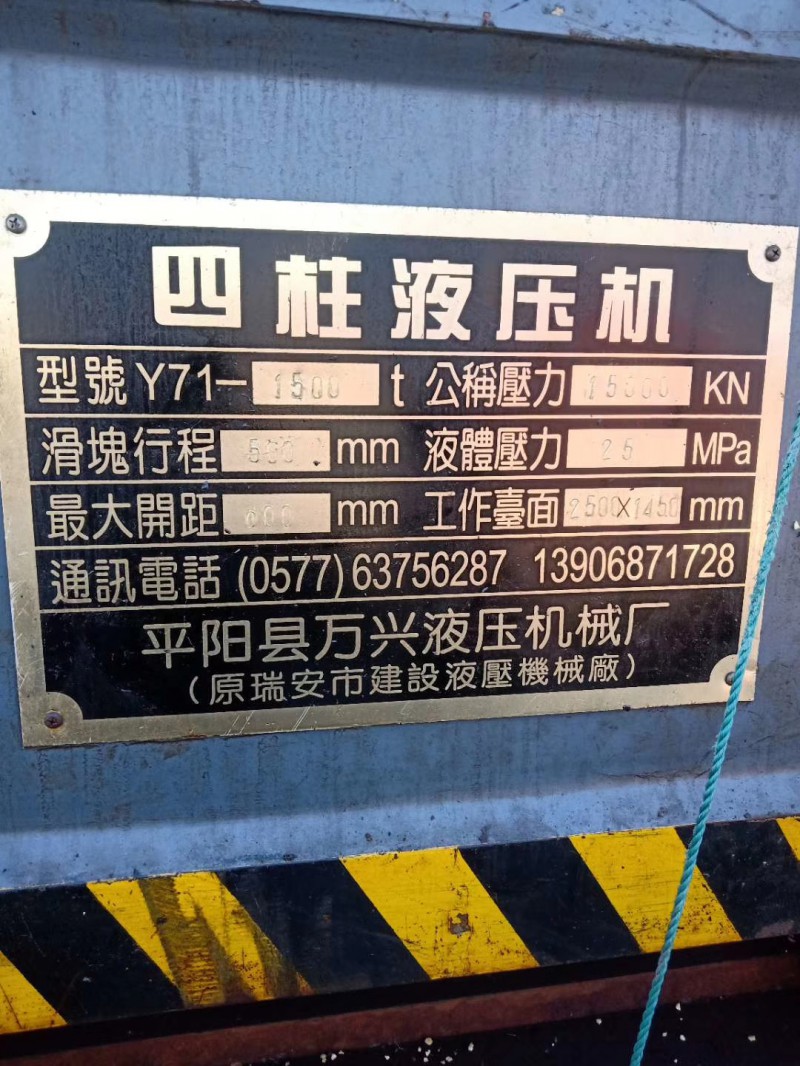 四柱液压机
型號 Y71— 1500 t 公稱壓力 15000 KN
滑塊行程 500 mm 液體壓力 25 MPa
最大開距 mm 工作臺面 2500X1450 mm
通訊電話 (0577) 63756287 13906871728
平阳县万兴液压机械厂
(原瑞安市建設液壓機械廠)